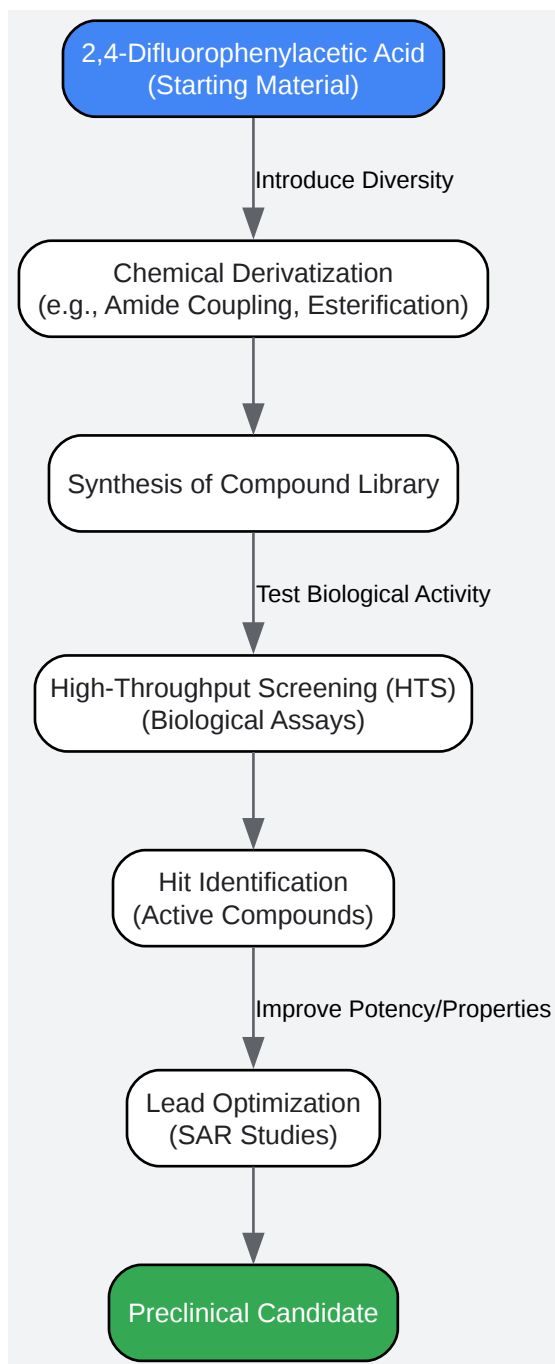 2,4-Difluorophenylacetic Acid
(Starting Material)
Introduce Diversity
Chemical Derivatization
(e.g., Amide Coupling, Esterification)
Synthesis of Compound Library
Test Biological Activity
High-Throughput Screening (HTS)
(Biological Assays)
Hit Identification
(Active Compounds)
Improve Potency/Properties
Lead Optimization
(SAR Studies)
Preclinical Candidate